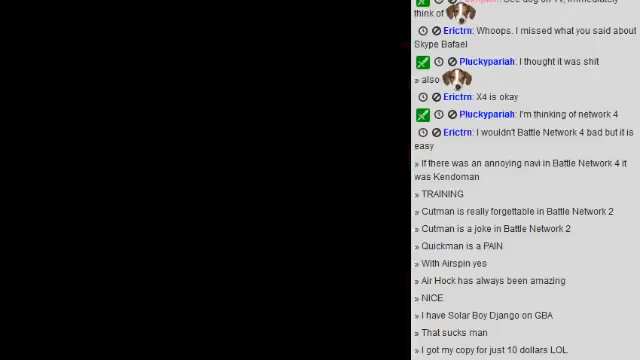 think of
Erictrn: Whoops. I missed what you said about
Skype Bafael
Pluckypariah: I thought it was shit
» also
Erictrn: X4 is okay
Pluckypariah: I'm thinking of network 4
Erictrn: I wouldn't Battle Network 4 bad but it is
easy
» If there was an annoying navi in Battle Network 4 it
was Kendoman
» TRAINING
» Cutman is really forgettable in Battle Network 2
» Cutman is a joke in Battle Network 2
» Quickman is a PAIN
» With Airspin yes
» Air Hock has always been amazing
» NICE
» I have Solar Boy Django on GBA
» That sucks man
» I got my copy for just 10 dollars LOL